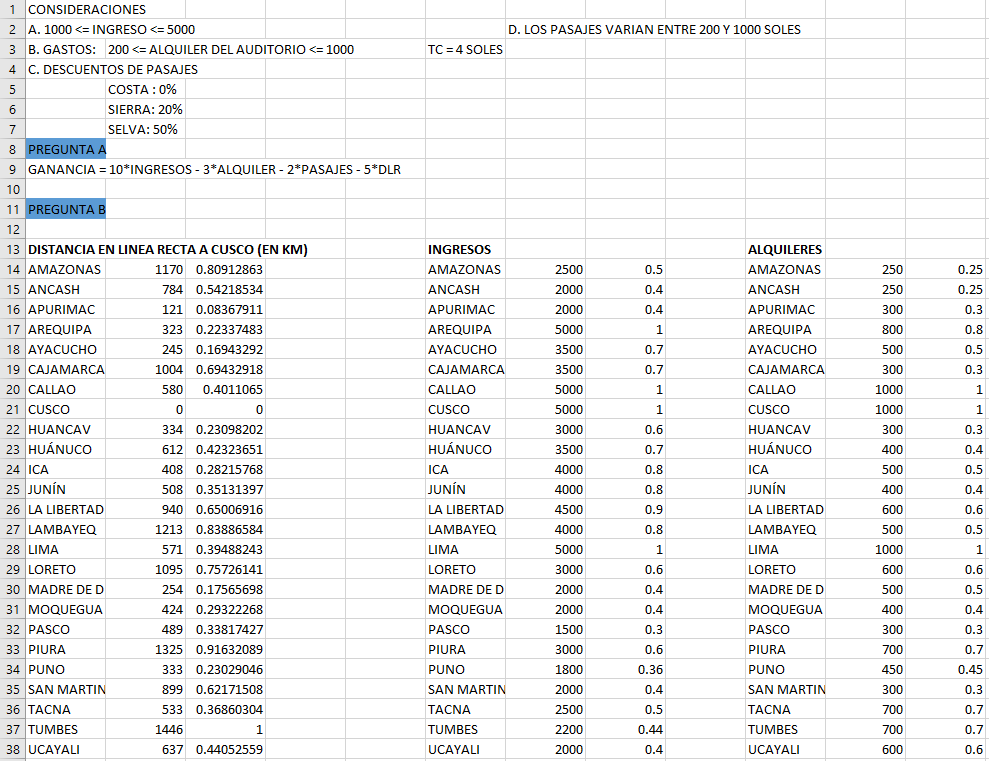 1 CONSIDERACIONES
2 A. 1000 <= INGRESO <= 5000 D. LOS PASAJES VARIAN ENTRE 200 Y 1000 SOLES
3 B. GASTOS: 200 <= ALQUILER DEL AUDITORIO <= 1000 TC = 4 SOLES
4 C. DESCUENTOS DE PASAJES
5 COSTA : 0%
6 SIERRA: 20%
7 SELVA: 50%
8 PREGUNTA A
9 GANANCIA = 10*INGRESOS - 3*ALQUILER - 2*PASAJES - 5*DLR
10
11 PREGUNTA B
12
13 DISTANCIA EN LINEA RECTA A CUSCO (EN KM) INGRESOS ALQUILERES
14 AMAZONAS 1170 0.80912863 AMAZONAS 2500 0.5 AMAZONAS 250 0.25
15 ANCASH 784 0.54218534 ANCASH 2000 0.4 ANCASH 250 0.25
16 APURIMAC 121 0.08367911 APURIMAC 2000 0.4 APURIMAC 300 0.3
17 AREQUIPA 323 0.22337483 AREQUIPA 5000 1 AREQUIPA 800 0.8
18 AYACUCHO 245 0.16943292 AYACUCHO 3500 0.7 AYACUCHO 500 0.5
19 CAJAMARCA 1004 0.69432918 CAJAMARCA 3500 0.7 CAJAMARCA 300 0.3
20 CALLAO 580 0.4011065 CALLAO 5000 1 CALLAO 1000 1
21 CUSCO 0 0 CUSCO 5000 1 CUSCO 1000 1
22 HUANCAV 334 0.23098202 HUANCAV 3000 0.6 HUANCAV 300 0.3
23 HUÁNUCO 612 0.42323651 HUÁNUCO 3500 0.7 HUÁNUCO 400 0.4
24 ICA 408 0.28215768 ICA 4000 0.8 ICA 500 0.5
25 JUNÍN 508 0.35131397 JUNÍN 4000 0.8 JUNÍN 400 0.4
26 LA LIBERTAD 940 0.65006916 LA LIBERTAD 4500 0.9 LA LIBERTAD 600 0.6
27 LAMBAYEQ 1213 0.83886584 LAMBAYEQ 4000 0.8 LAMBAYEQ 500 0.5
28 LIMA 571 0.39488243 LIMA 5000 1 LIMA 1000 1
29 LORETO 1095 0.75726141 LORETO 3000 0.6 LORETO 600 0.6
30 MADRE DE D 254 0.17565698 MADRE DE D 2000 0.4 MADRE DE D 500 0.5
31 MOQUEGUA 424 0.29322268 MOQUEGUA 2000 0.4 MOQUEGUA 400 0.4
32 PASCO 489 0.33817427 PASCO 1500 0.3 PASCO 300 0.3
33 PIURA 1325 0.91632089 PIURA 3000 0.6 PIURA 700 0.7
34 PUNO 333 0.23029046 PUNO 1800 0.36 PUNO 450 0.45
35 SAN MARTIN 899 0.62171508 SAN MARTIN 2000 0.4 SAN MARTIN 300 0.3
36 TACNA 533 0.36860304 TACNA 2500 0.5 TACNA 700 0.7
37 TUMBES 1446 1 TUMBES 2200 0.44 TUMBES 700 0.7
38 UCAYALI 637 0.44052559 UCAYALI 2000 0.4 UCAYALI 600 0.6